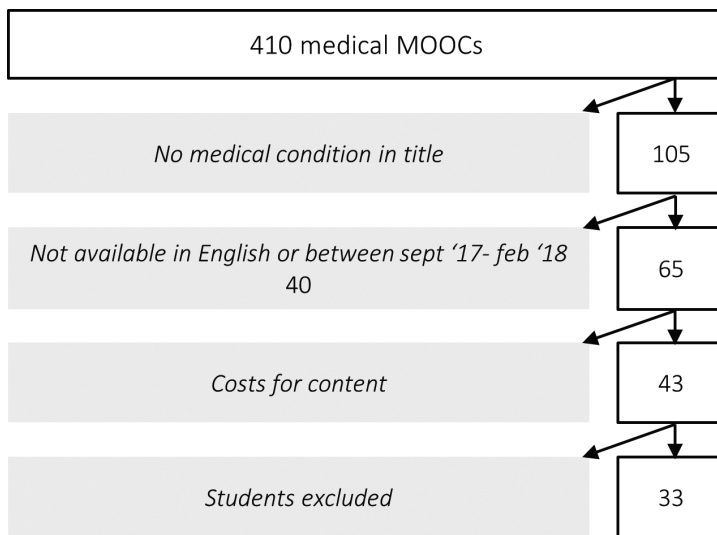 410 medical MOOCs
No medical condition in title
105
Not available in English or between sept ‘17- feb ‘18
40
65
Costs for content
43
Students excluded
33